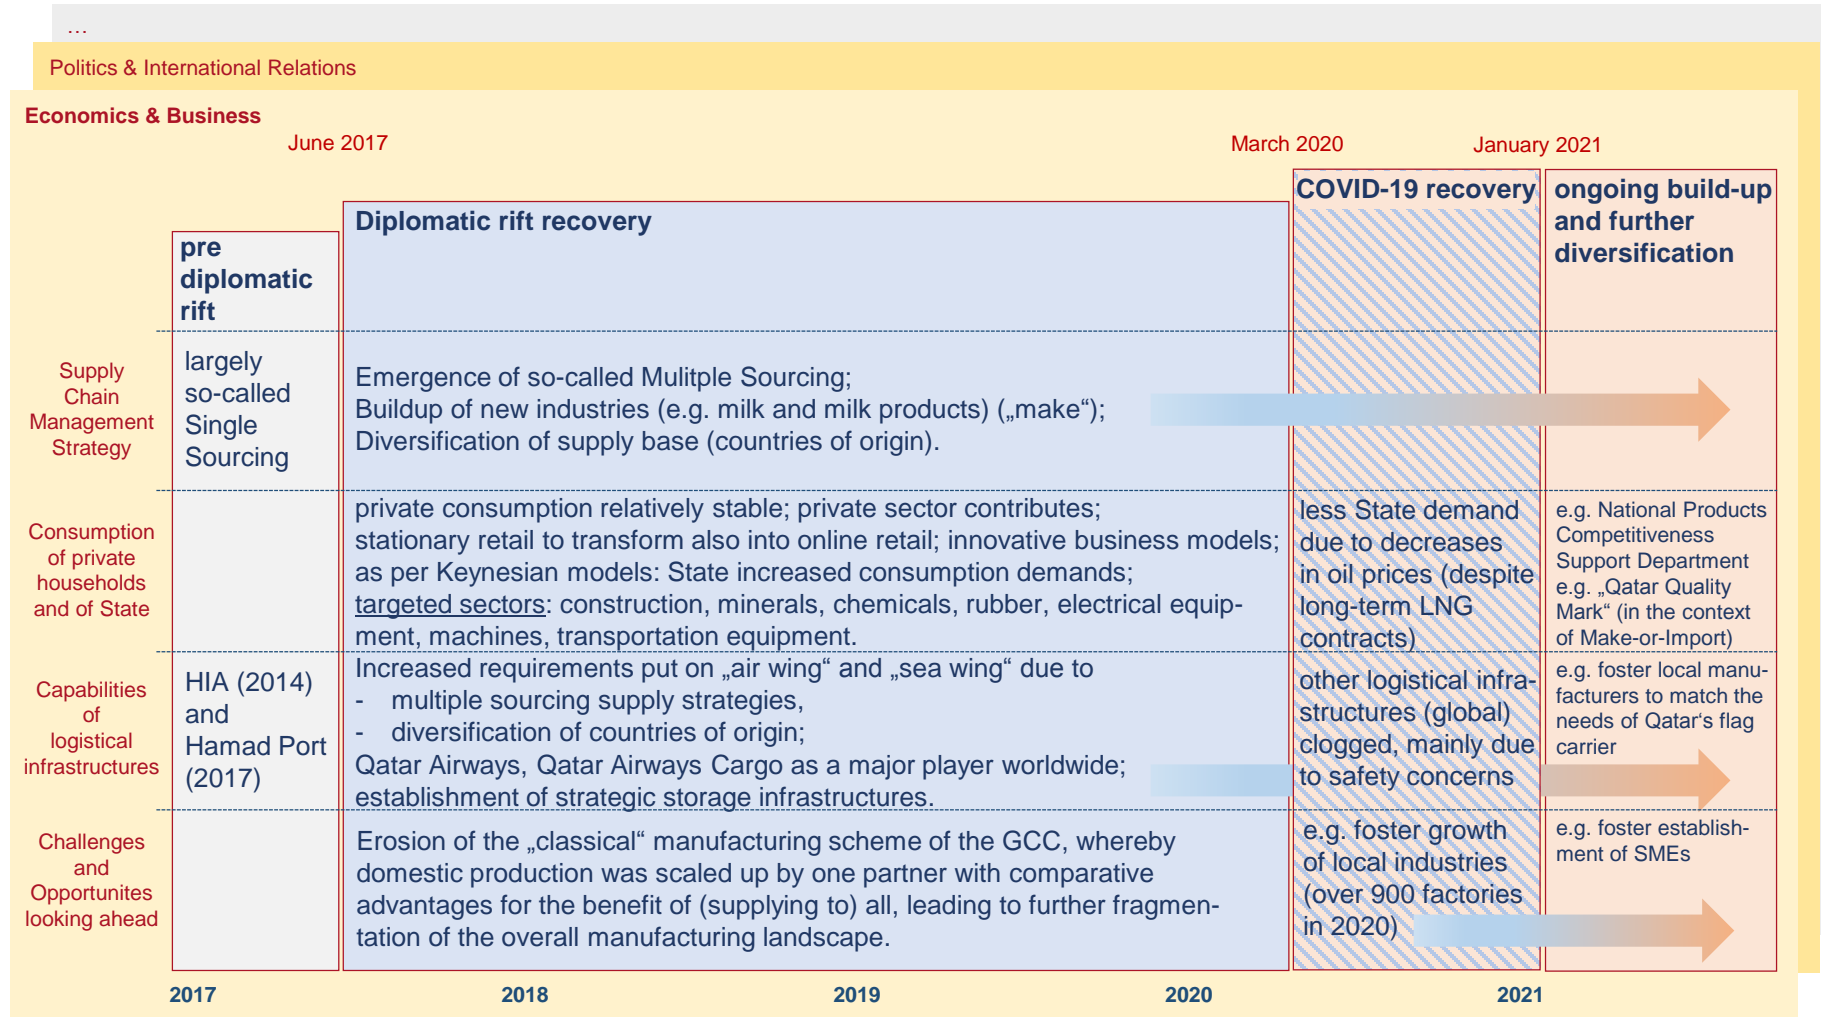 …
Politics & International Relations
Economics & Business
June 2017
March 2020
January 2021
pre
diplomatic
rift
Diplomatic rift recovery
COVID-19 recovery
ongoing build-up
and further
diversification
Supply
Chain
Management
Strategy
largely
so-called
Single
Sourcing
Emergence of so-called Mulitple Sourcing;
Buildup of new industries (e.g. milk and milk products) („make“);
Diversification of supply base (countries of origin).
Consumption
of private
households
and of State
private consumption relatively stable; private sector contributes;
stationary retail to transform also into online retail; innovative business models;
as per Keynesian models: State increased consumption demands;
targeted sectors: construction, minerals, chemicals, rubber, electrical equip-
ment, machines, transportation equipment.
less State demand
due to decreases
in oil prices (despite
long-term LNG
contracts)
e.g. National Products
Competitiveness
Support Department
e.g. „Qatar Quality
Mark“ (in the context
of Make-or-Import)
Capabilities
of
logistical
infrastructures
HIA (2014)
and
Hamad Port
(2017)
Increased requirements put on „air wing“ and „sea wing“ due to
- multiple sourcing supply strategies,
- diversification of countries of origin;
Qatar Airways, Qatar Airways Cargo as a major player worldwide;
establishment of strategic storage infrastructures.
other logistical infra-
structures (global)
clogged, mainly due
to safety concerns
e.g. foster local manu-
facturers to match the
needs of Qatar‘s flag
carrier
Challenges
and
Opportunites
looking ahead
Erosion of the „classical“ manufacturing scheme of the GCC, whereby
domestic production was scaled up by one partner with comparative
advantages for the benefit of (supplying to) all, leading to further fragmen-
tation of the overall manufacturing landscape.
e.g. foster growth
of local industries
(over 900 factories
in 2020)
e.g. foster establish-
ment of SMEs
2017
2018
2019
2020
2021